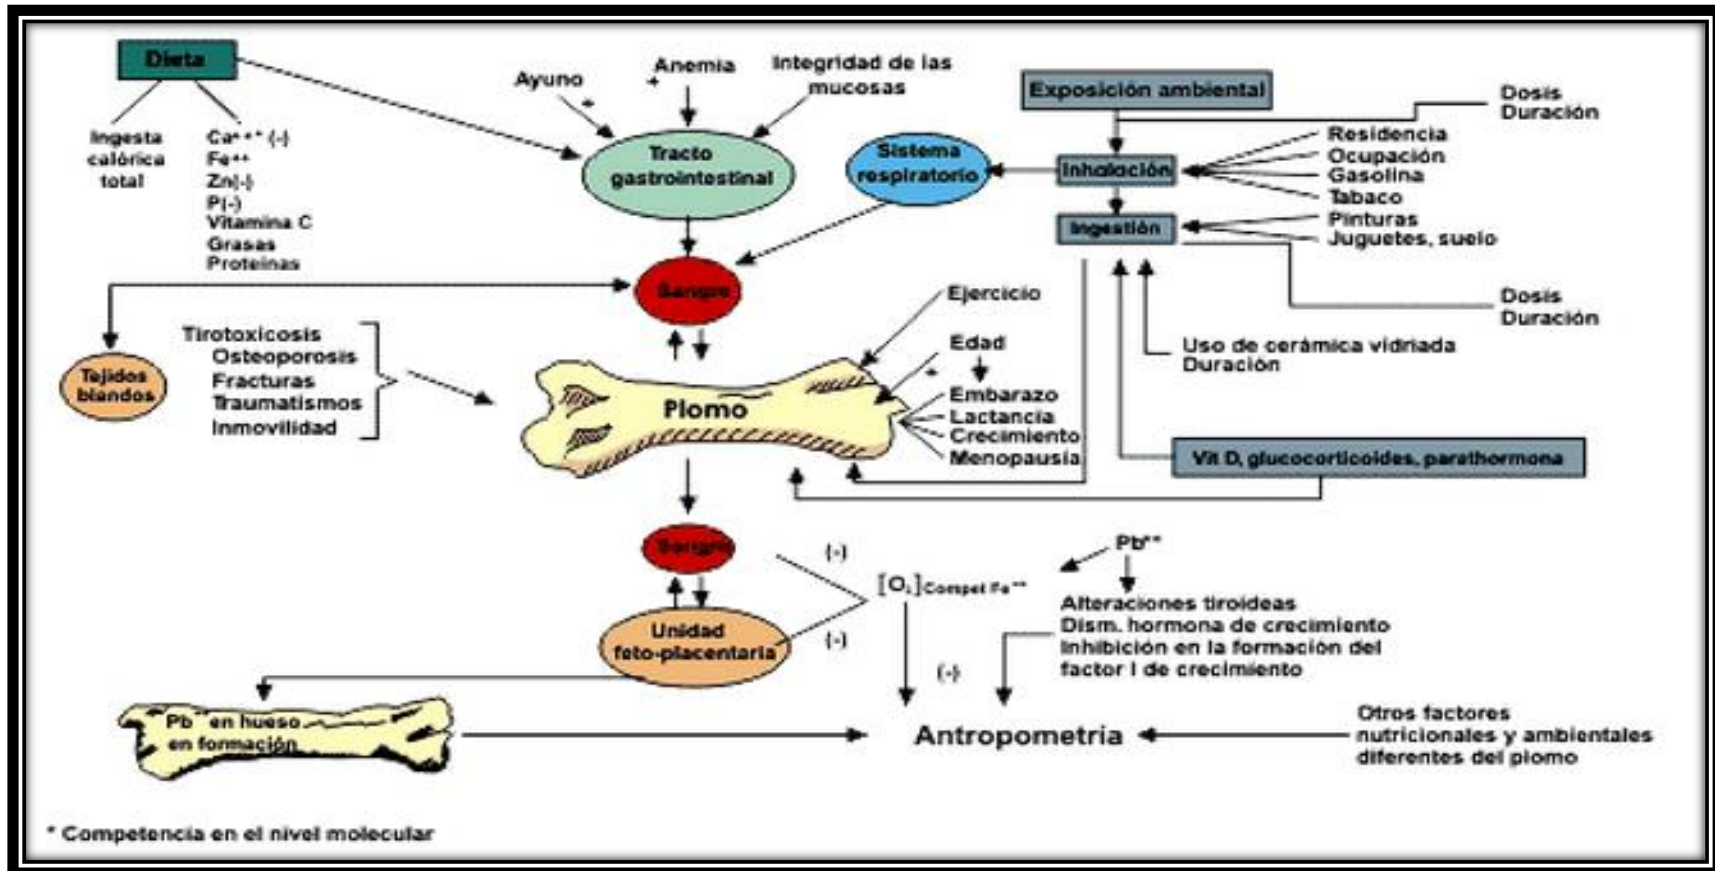 Dieta
Ingesta
calórica
total
Ca⁺⁺⁺ (-)
Fe⁺⁺
Zn(-)
P(-)
Vitamina C
Grasas
Proteínas
Ayuno
+
Anemia
+
Integridad de las
mucosas
Tracto
gastrointestinal
Sistema
respiratorio
Exposición ambiental
Inhalación
Ingestión
Dosis
Duración
Residencia
Ocupación
Gasolina
Tabaco
Pinturas
Juguetes, suelo
Dosis
Duración
Uso de cerámica vidriada
Duración
Vit D, glucocorticoides, parathormona
Sangre
Tejidos
blandos
Tirotoxicosis
Osteoporosis
Fracturas
Traumatismos
Inmovilidad
Plomo
Ejercicio
Edad
+
Embarazo
Lactancia
Crecimiento
Menopausia
Sangre
Unidad
feto-placentaria
(-)
(-)
Compet Fe⁺⁺
(-)
Pb⁺⁺
Alteraciones tiroideas
Dism. hormona de crecimiento
Inhibición en la formación del
factor I de crecimiento
Pb⁺⁺ en hueso
en formación
Antropometría
Otros factores
nutricionales y ambientales
diferentes del plomo
* Competencia en el nivel molecular